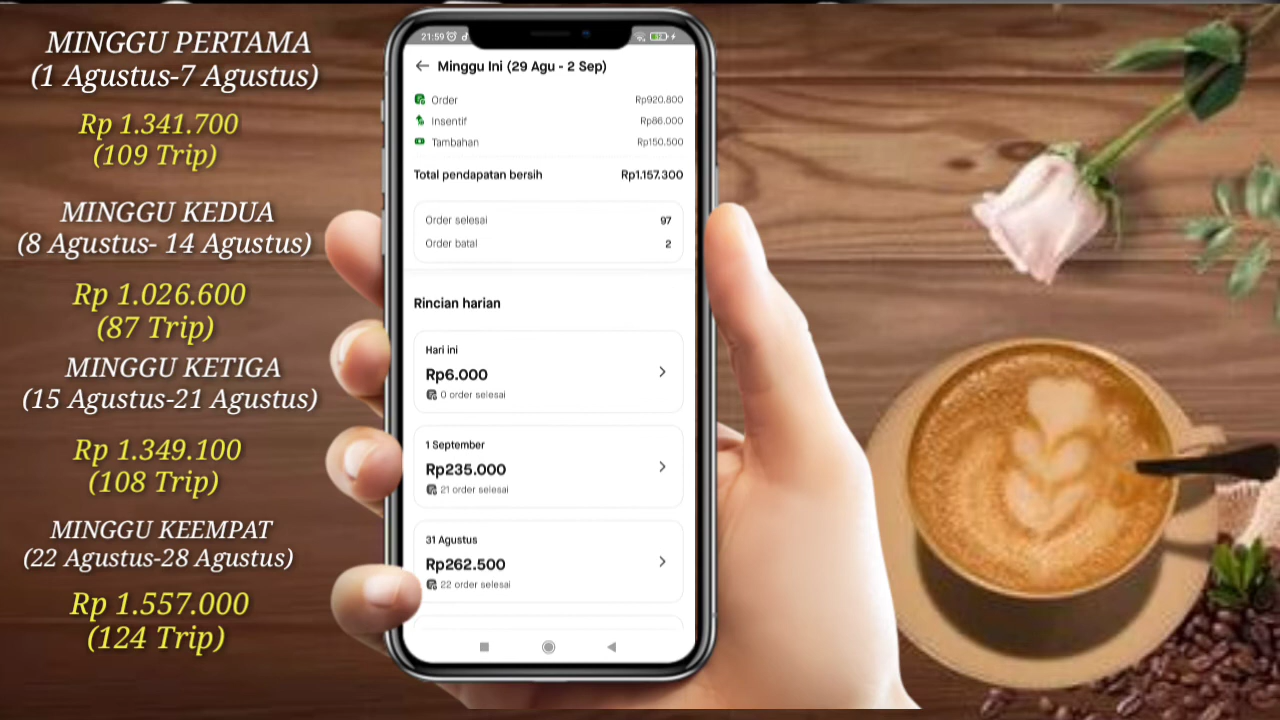 MINGGU PERTAMA
(1 Agustus-7 Agustus)
Rp 1.341.700
(109 Trip)
MINGGU KEDUA
(8 Agustus- 14 Agustus)
Rp 1.026.600
(87 Trip)
MINGGU KETIGA
(15 Agustus-21 Agustus)
Rp 1.349.100
(108 Trip)
MINGGU KEEMPAT
(22 Agustus-28 Agustus)
Rp 1.557.000
(124 Trip)
21:59
Minggu Ini (29 Agu - 2 Sep)
Order Rp920.800
Insentif Rp86.000
Tambahan Rp150.500
Total pendapatan bersih Rp1.157.300
Order selesai 97
Order batal 2
Rincian harian
Hari ini
Rp6.000
0 order selesai
1 September
Rp235.000
21 order selesai
31 Agustus
Rp262.500
22 order selesai